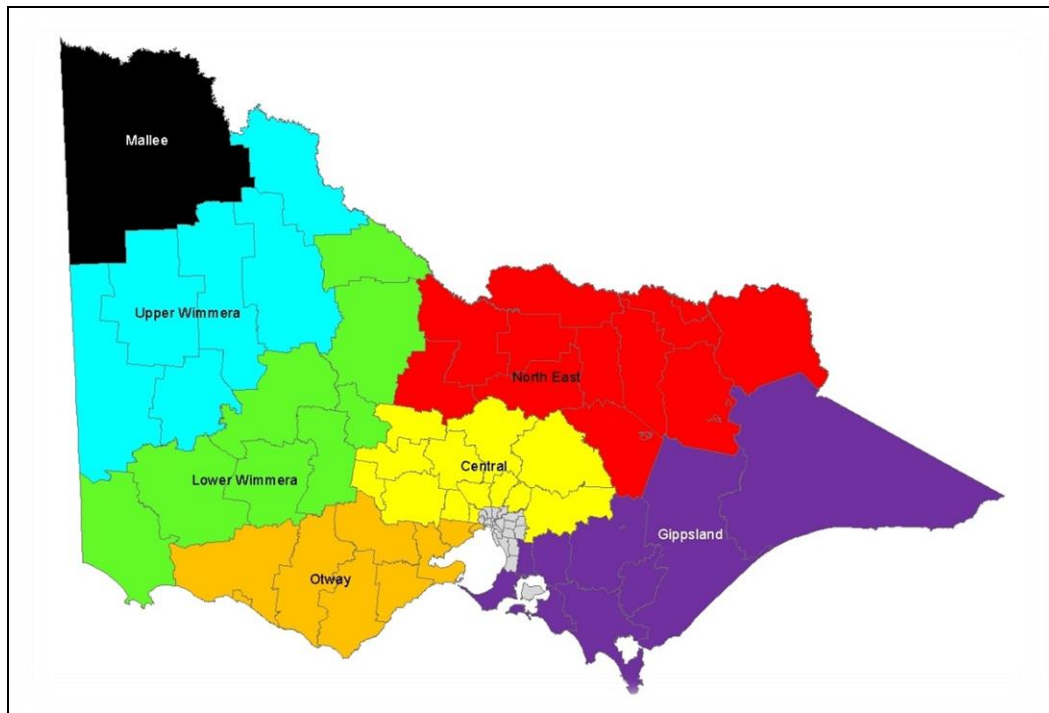 Mallee
Upper Wimmera
North East
Central
Lower Wimmera
Gippsland
Otway